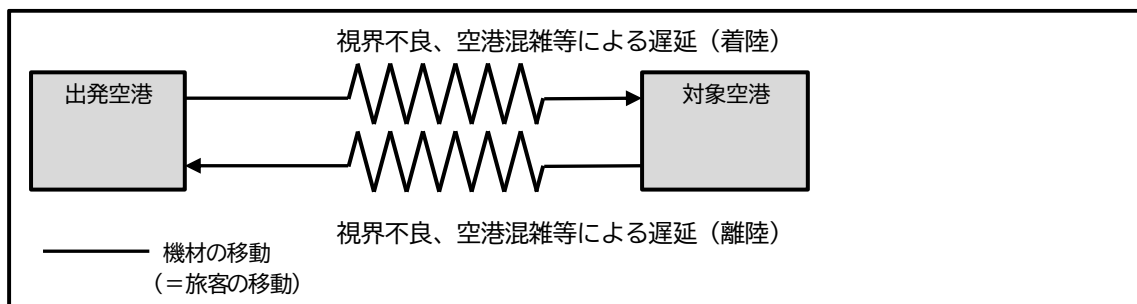 視界不良、空港混雑等による遅延（着陸）
出発空港
対象空港
視界不良、空港混雑等による遅延（離陸）
機材の移動
（＝旅客の移動）